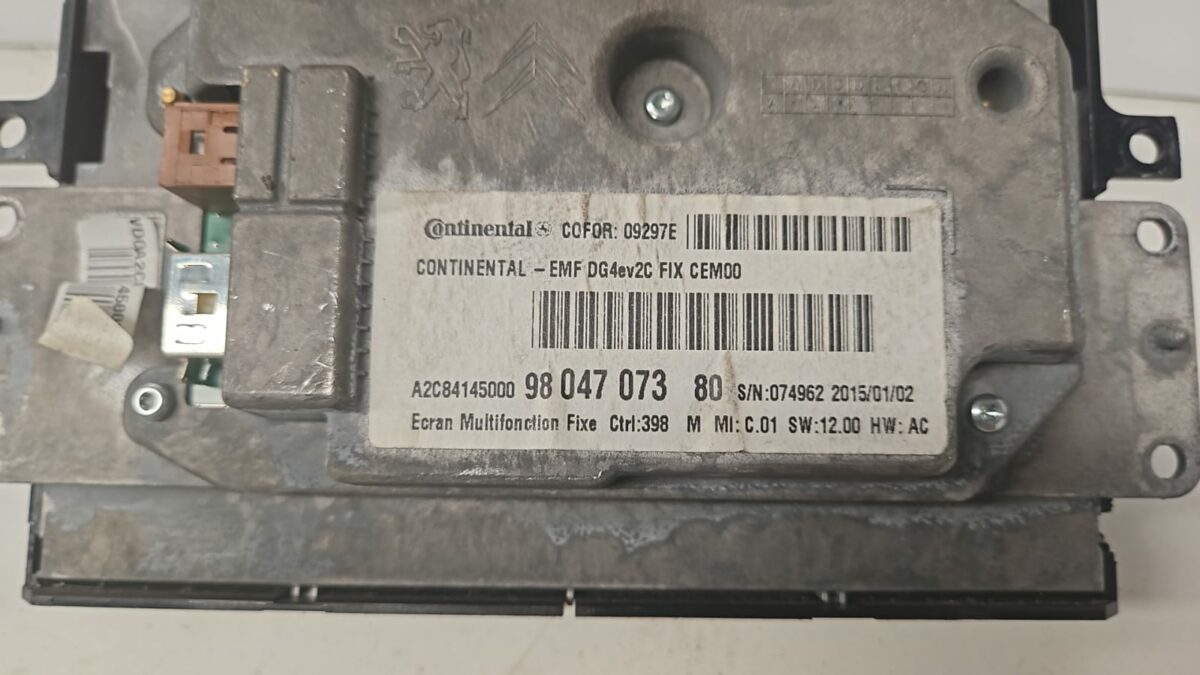 Continental COFOR: 09297E
CONTINENTAL - EMF DG4ev2C FIX CEM00
A2C84145000 98 047 073 80 S/N:074962 2015/01/02
Ecran Multifonction Fixe Ctrl:398 M MI: C.01 SW:12.00 HW: AC